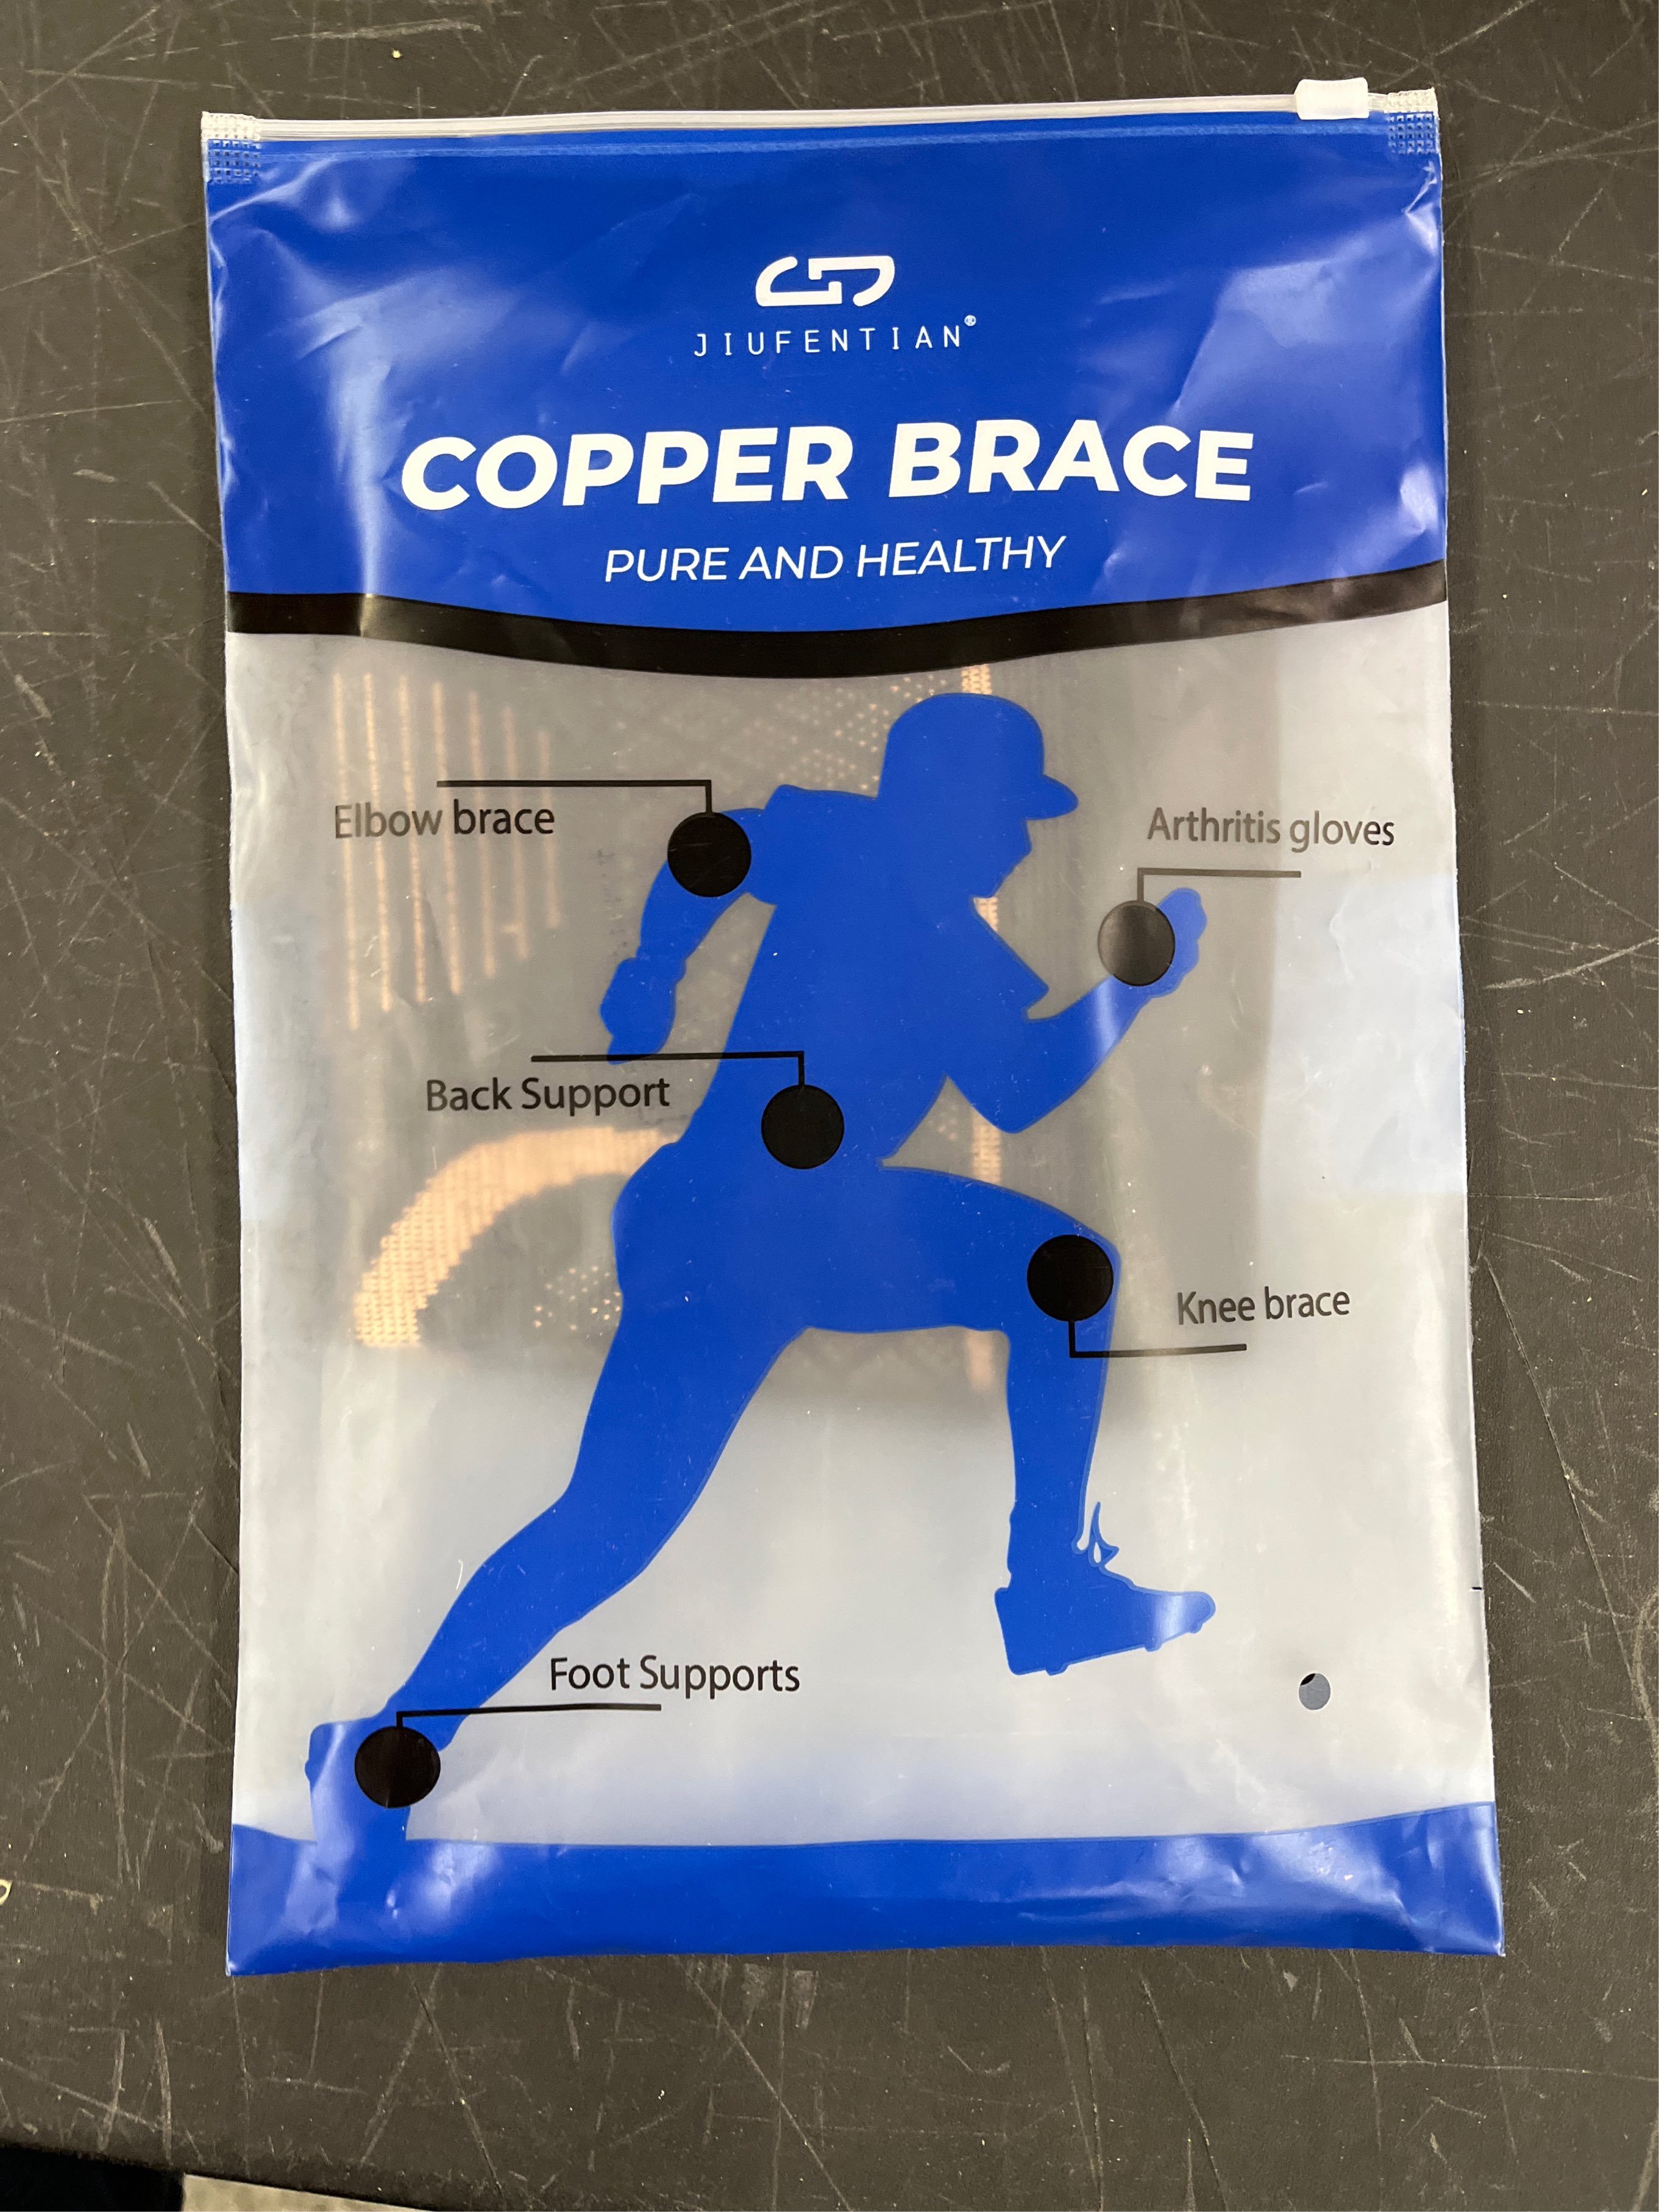 JIUFENTIAN®
COPPER BRACE
PURE AND HEALTHY
Elbow brace
Arthritis gloves
Back Support
Knee brace
Foot Supports